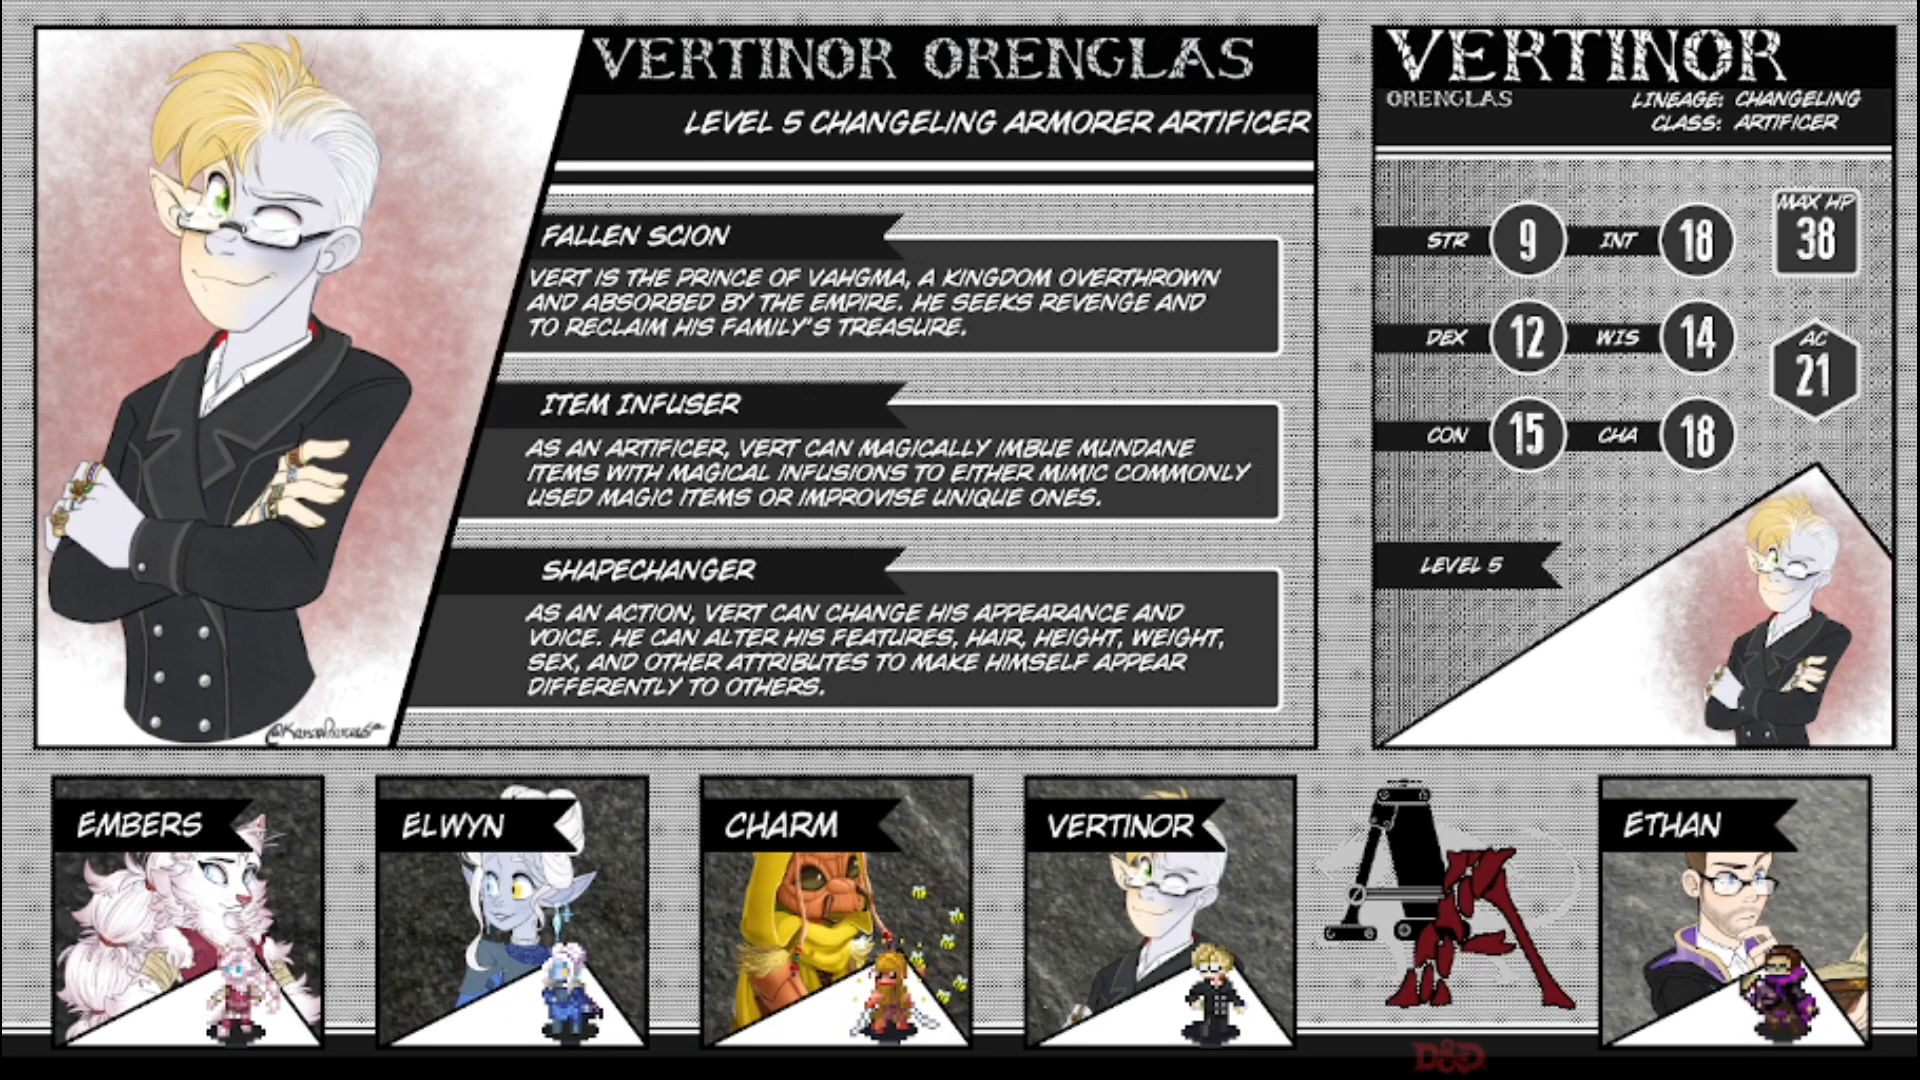 VERTINOR ORENGLAS
LEVEL 5 CHANGELING ARMORER ARTIFICER
FALLEN SCION
VERT IS THE PRINCE OF VAHGMA, A KINGDOM OVERTHROWN
AND ABSORBED BY THE EMPIRE. HE SEEKS REVENGE AND
TO RECLAIM HIS FAMILY'S TREASURE.
ITEM INFUSER
AS AN ARTIFICER, VERT CAN MAGICALLY IMBUE MUNDANE
ITEMS WITH MAGICAL INFUSIONS TO EITHER MIMIC COMMONLY
USED MAGIC ITEMS OR IMPROVISE UNIQUE ONES.
SHAPECHANGER
AS AN ACTION, VERT CAN CHANGE HIS APPEARANCE AND
VOICE. HE CAN ALTER HIS FEATURES, HAIR, HEIGHT, WEIGHT,
SEX, AND OTHER ATTRIBUTES TO MAKE HIMSELF APPEAR
DIFFERENTLY TO OTHERS.
VERTINOR
ORENGLAS
LINEAGE: CHANGELING
CLASS: ARTIFICER
STR 9 INT 18
MAX HP
38
DEX 12 WIS 14
AC
21
CON 15 CHA 18
LEVEL 5
EMBERS
ELWYN
CHARM
VERTINOR
ETHAN
D&D